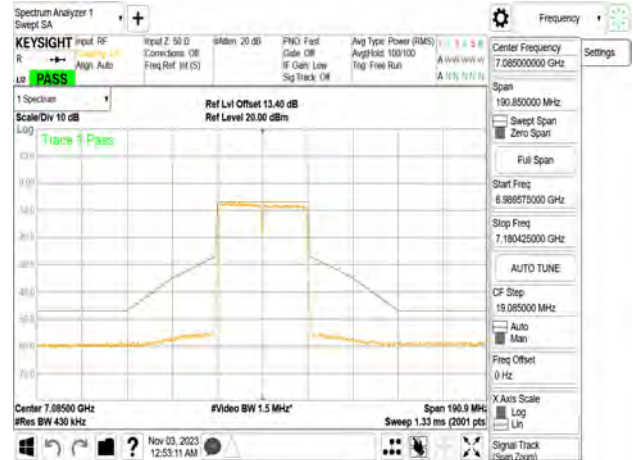 Spectrum Analyzer 1
Swept SA
+
Frequency
KEYSIGHT
Input: RF
Input Z: 50 Ω
#Atten: 20 dB
PNO: Fast
Avg Type: Power (RMS)
Corrections: Off
Gate: Off
Avg|Hold: 100/100
Align: Auto
Freq Ref: Int (S)
IF Gain: Low
Trig: Free Run
Sig Track: Off
PASS
1 Spectrum
Ref Lvl Offset 13.40 dB
Scale/Div 10 dB
Ref Level 20.00 dBm
Log
Trace 1 Pass
Center 7.08500 GHz
#Video BW 1.5 MHz*
Span 190.9 MHz
#Res BW 430 kHz
Sweep 1.33 ms (2001 pts)
Nov 03, 2023
12:53:11 AM
Settings
Center Frequency
7.085000000 GHz
Span
190.850000 MHz
Swept Span
Zero Span
Full Span
Start Freq
6.989575000 GHz
Stop Freq
7.180425000 GHz
AUTO TUNE
CF Step
19.085000 MHz
Auto
Man
Freq Offset
0 Hz
X Axis Scale
Log
Lin
Signal Track
(Span Zoom)